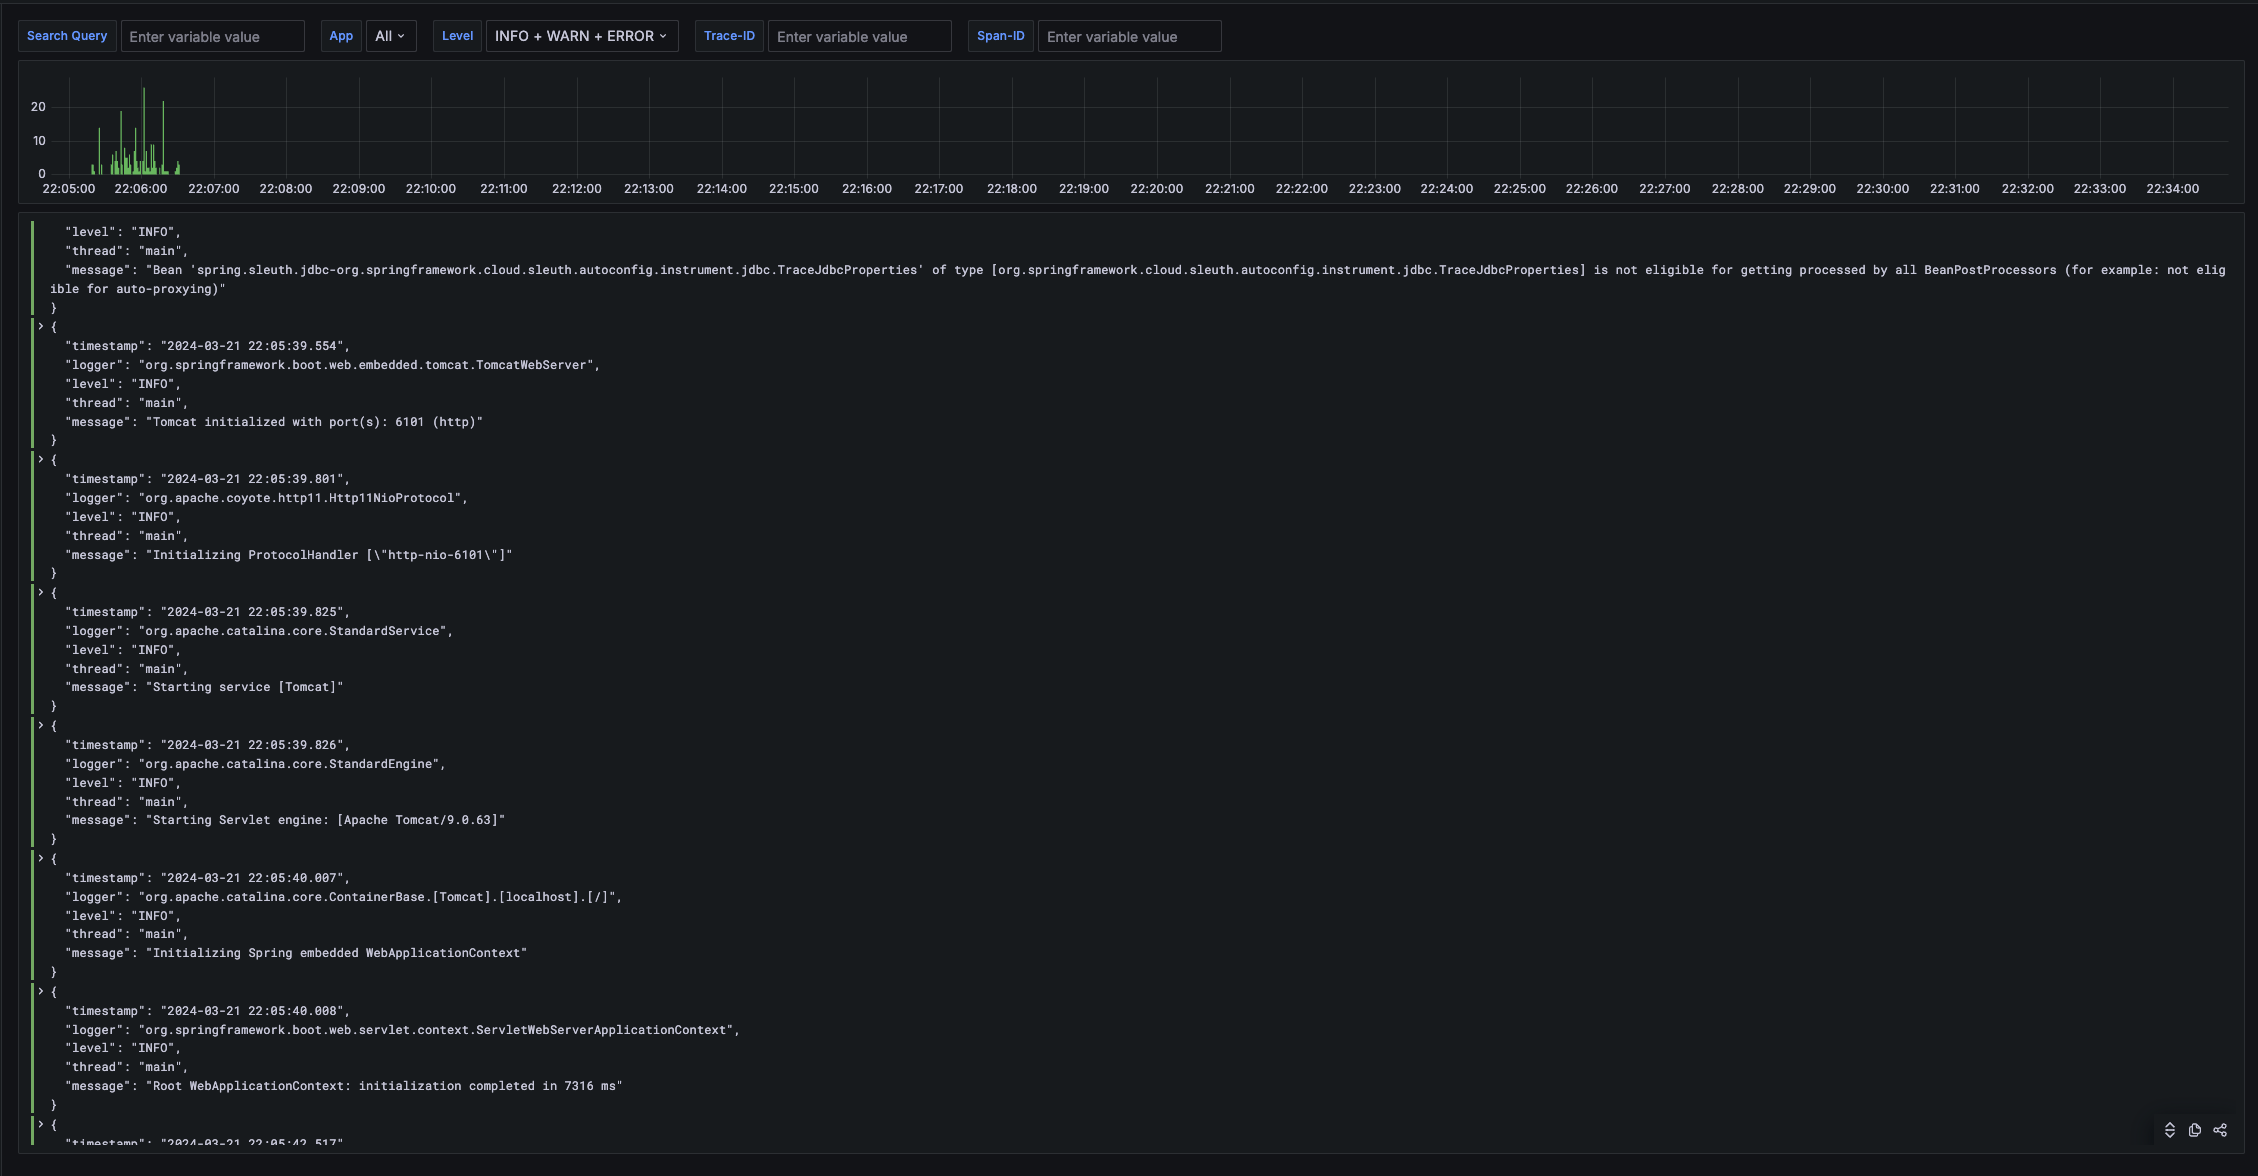 Search Query Enter variable value App All Level INFO + WARN + ERROR Trace-ID Enter variable value Span-ID Enter variable value
20
10
0
22:05:00 22:06:00 22:07:00 22:08:00 22:09:00 22:10:00 22:11:00 22:12:00 22:13:00 22:14:00 22:15:00 22:16:00 22:17:00 22:18:00 22:19:00 22:20:00 22:21:00 22:22:00 22:23:00 22:24:00 22:25:00 22:26:00 22:27:00 22:28:00 22:29:00 22:30:00 22:31:00 22:32:00 22:33:00 22:34:00
"level": "INFO",
"thread": "main",
"message": "Bean 'spring.sleuth.jdbc-org.springframework.cloud.sleuth.autoconfig.instrument.jdbc.TraceJdbcProperties' of type [org.springframework.cloud.sleuth.autoconfig.instrument.jdbc.TraceJdbcProperties] is not eligible for getting processed by all BeanPostProcessors (for example: not elig
ible for auto-proxying)"
}
{
"timestamp": "2024-03-21 22:05:39.554",
"logger": "org.springframework.boot.web.embedded.tomcat.TomcatWebServer",
"level": "INFO",
"thread": "main",
"message": "Tomcat initialized with port(s): 6101 (http)"
}
{
"timestamp": "2024-03-21 22:05:39.801",
"logger": "org.apache.coyote.http11.Http11NioProtocol",
"level": "INFO",
"thread": "main",
"message": "Initializing ProtocolHandler [\"http-nio-6101\"]"
}
{
"timestamp": "2024-03-21 22:05:39.825",
"logger": "org.apache.catalina.core.StandardService",
"level": "INFO",
"thread": "main",
"message": "Starting service [Tomcat]"
}
{
"timestamp": "2024-03-21 22:05:39.826",
"logger": "org.apache.catalina.core.StandardEngine",
"level": "INFO",
"thread": "main",
"message": "Starting Servlet engine: [Apache Tomcat/9.0.63]"
}
{
"timestamp": "2024-03-21 22:05:40.007",
"logger": "org.apache.catalina.core.ContainerBase.[Tomcat].[localhost].[/]",
"level": "INFO",
"thread": "main",
"message": "Initializing Spring embedded WebApplicationContext"
}
{
"timestamp": "2024-03-21 22:05:40.008",
"logger": "org.springframework.boot.web.servlet.context.ServletWebServerApplicationContext",
"level": "INFO",
"thread": "main",
"message": "Root WebApplicationContext: initialization completed in 7316 ms"
}
{
"timestamp": "2024-03-21 22:05:42.517"